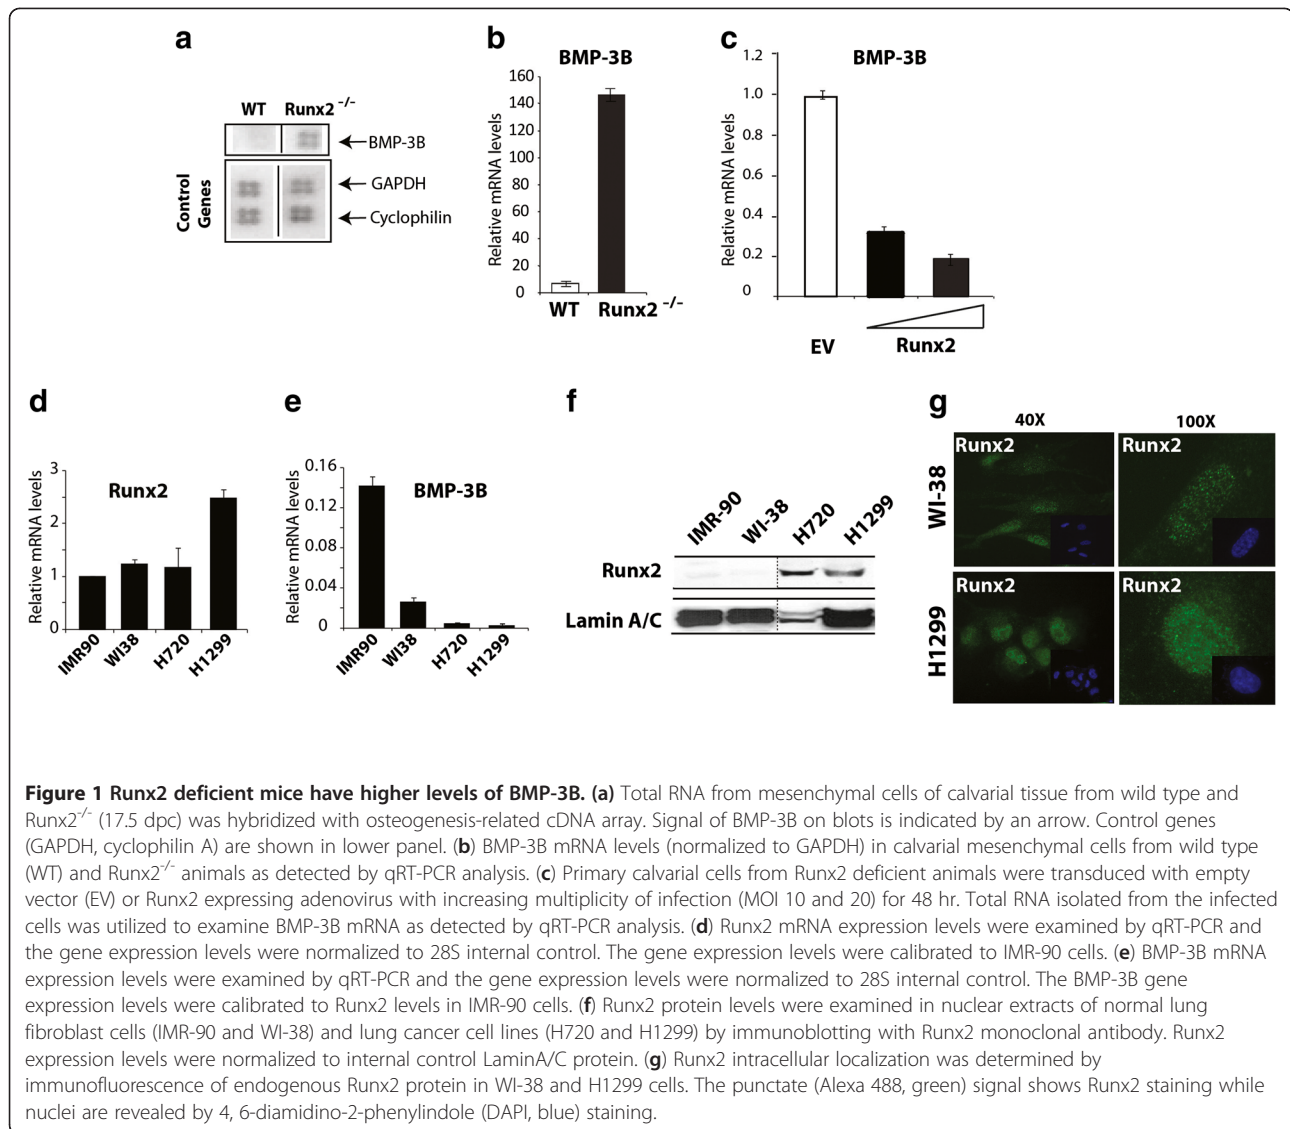 a
WT Runx2 -/-
BMP-3B
GAPDH
Cyclophilin
Control
Genes
b
BMP-3B
Relative mRNA levels
160
140
120
100
80
60
40
20
0
WT Runx2 -/-
c
BMP-3B
Relative mRNA levels
1.2
1.0
0.8
0.6
0.4
0.2
0
EV Runx2
d
Runx2
Relative mRNA levels
3
2
1
0
IMR90
WI38
H720
H1299
e
BMP-3B
Relative mRNA levels
0.16
0.12
0.08
0.04
0
IMR90
WI38
H720
H1299
f
IMR-90
WI-38
H720
H1299
Runx2
Lamin A/C
g
40X 100X
WI-38
Runx2 Runx2
H1299
Runx2 Runx2
Figure 1 Runx2 deficient mice have higher levels of BMP-3B. (a) Total RNA from mesenchymal cells of calvarial tissue from wild type and
Runx2-/- (17.5 dpc) was hybridized with osteogenesis-related cDNA array. Signal of BMP-3B on blots is indicated by an arrow. Control genes
(GAPDH, cyclophilin A) are shown in lower panel. (b) BMP-3B mRNA levels (normalized to GAPDH) in calvarial mesenchymal cells from wild type
(WT) and Runx2-/- animals as detected by qRT-PCR analysis. (c) Primary calvarial cells from Runx2 deficient animals were transduced with empty
vector (EV) or Runx2 expressing adenovirus with increasing multiplicity of infection (MOI 10 and 20) for 48 hr. Total RNA isolated from the infected
cells was utilized to examine BMP-3B mRNA as detected by qRT-PCR analysis. (d) Runx2 mRNA expression levels were examined by qRT-PCR and
the gene expression levels were normalized to 28S internal control. The gene expression levels were calibrated to IMR-90 cells. (e) BMP-3B mRNA
expression levels were examined by qRT-PCR and the gene expression levels were normalized to 28S internal control. The BMP-3B gene
expression levels were calibrated to Runx2 levels in IMR-90 cells. (f) Runx2 protein levels were examined in nuclear extracts of normal lung
fibroblast cells (IMR-90 and WI-38) and lung cancer cell lines (H720 and H1299) by immunoblotting with Runx2 monoclonal antibody. Runx2
expression levels were normalized to internal control LaminA/C protein. (g) Runx2 intracellular localization was determined by
immunofluorescence of endogenous Runx2 protein in WI-38 and H1299 cells. The punctate (Alexa 488, green) signal shows Runx2 staining while
nuclei are revealed by 4, 6-diamidino-2-phenylindole (DAPI, blue) staining.